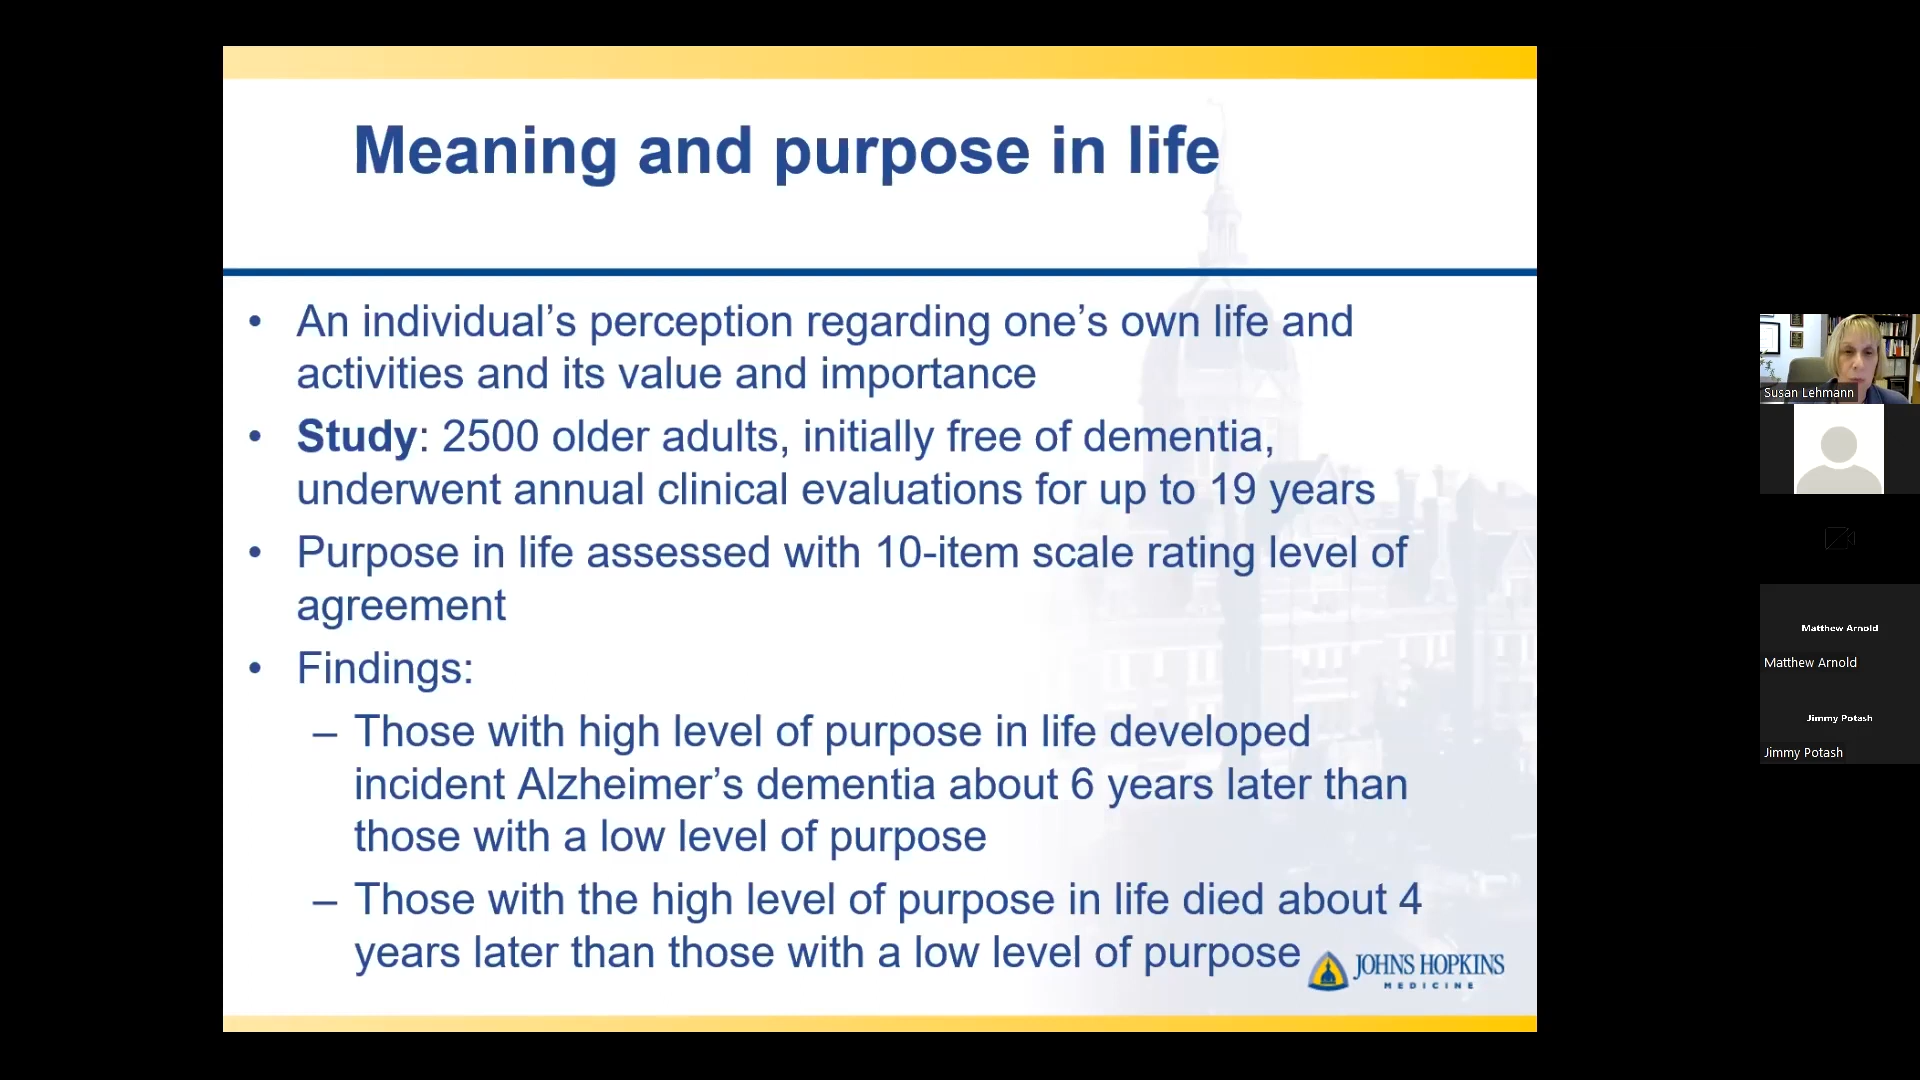 Meaning and purpose in life
• An individual’s perception regarding one’s own life and
activities and its value and importance
• Study: 2500 older adults, initially free of dementia,
underwent annual clinical evaluations for up to 19 years
• Purpose in life assessed with 10-item scale rating level of
agreement
• Findings:
– Those with high level of purpose in life developed
incident Alzheimer’s dementia about 6 years later than
those with a low level of purpose
– Those with the high level of purpose in life died about 4
years later than those with a low level of purpose
JOHNS HOPKINS
MEDICINE
Susan Lehmann
Matthew Arnold
Matthew Arnold
Jimmy Potash
Jimmy Potash